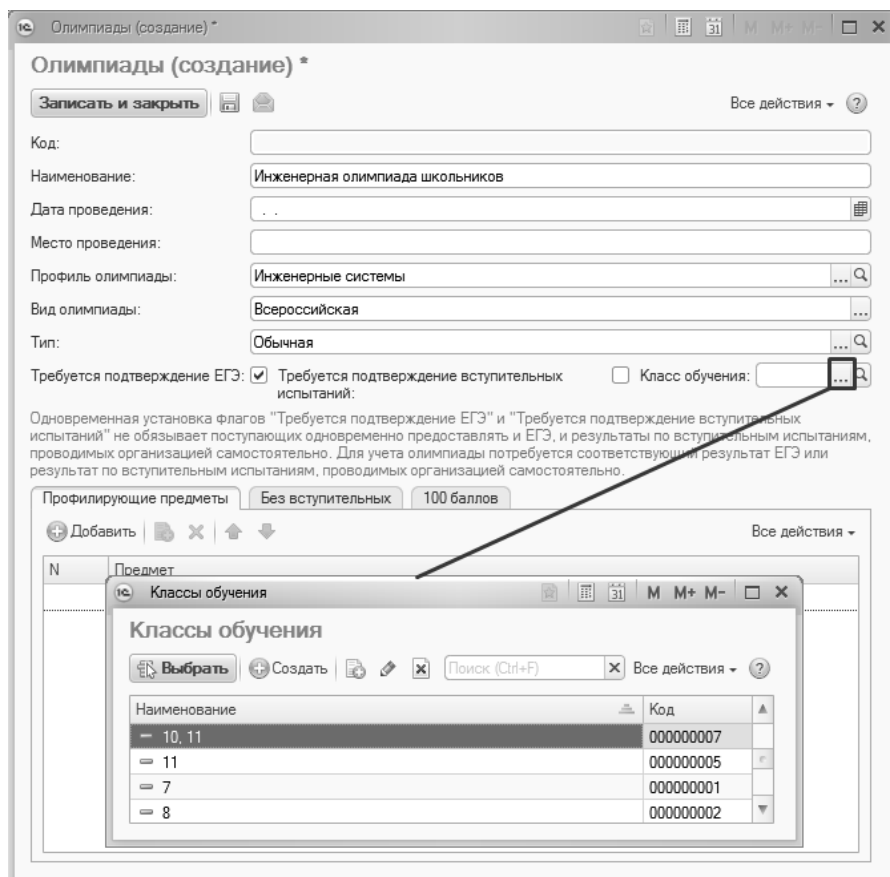 Олимпиады (создание) *
31 M M+ M-
Олимпиады (создание) *
Записать и закрыть Все действия ?
Код:
Наименование: Инженерная олимпиада школьников
Дата проведения: . .
Место проведения:
Профиль олимпиады: Инженерные системы ...
Вид олимпиады: Всероссийская ...
Тип: Обычная ...
Требуется подтверждение ЕГЭ: Требуется подтверждение вступительных Класс обучения: ...
испытаний:
Одновременная установка флагов "Требуется подтверждение ЕГЭ" и "Требуется подтверждение вступительных
испытаний" не обязывает поступающих одновременно предоставлять и ЕГЭ, и результаты по вступительным испытаниям,
проводимых организацией самостоятельно. Для учета олимпиады потребуется соответствующий результат ЕГЭ или
результат по вступительным испытаниям, проводимых организацией самостоятельно.
Профилирующие предметы Без вступительных 100 баллов
Добавить Все действия
N Предмет
Классы обучения 31 M M+ M-
Классы обучения
Выбрать Создать Поиск (Ctrl+F) Все действия ?
Наименование Код
10, 11 000000007
11 000000005
7 000000001
8 000000002